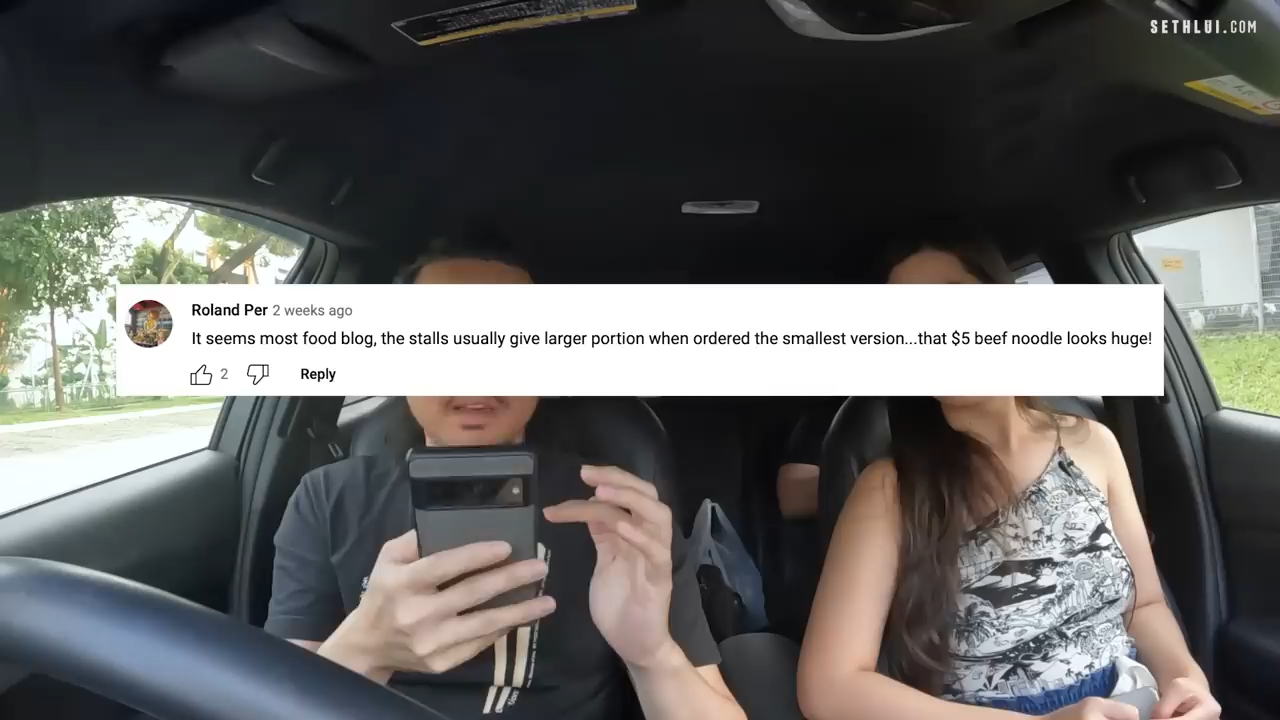 SETHLUI.COM
Roland Per 2 weeks ago
It seems most food blog, the stalls usually give larger portion when ordered the smallest version...that $5 beef noodle looks huge!
2
Reply